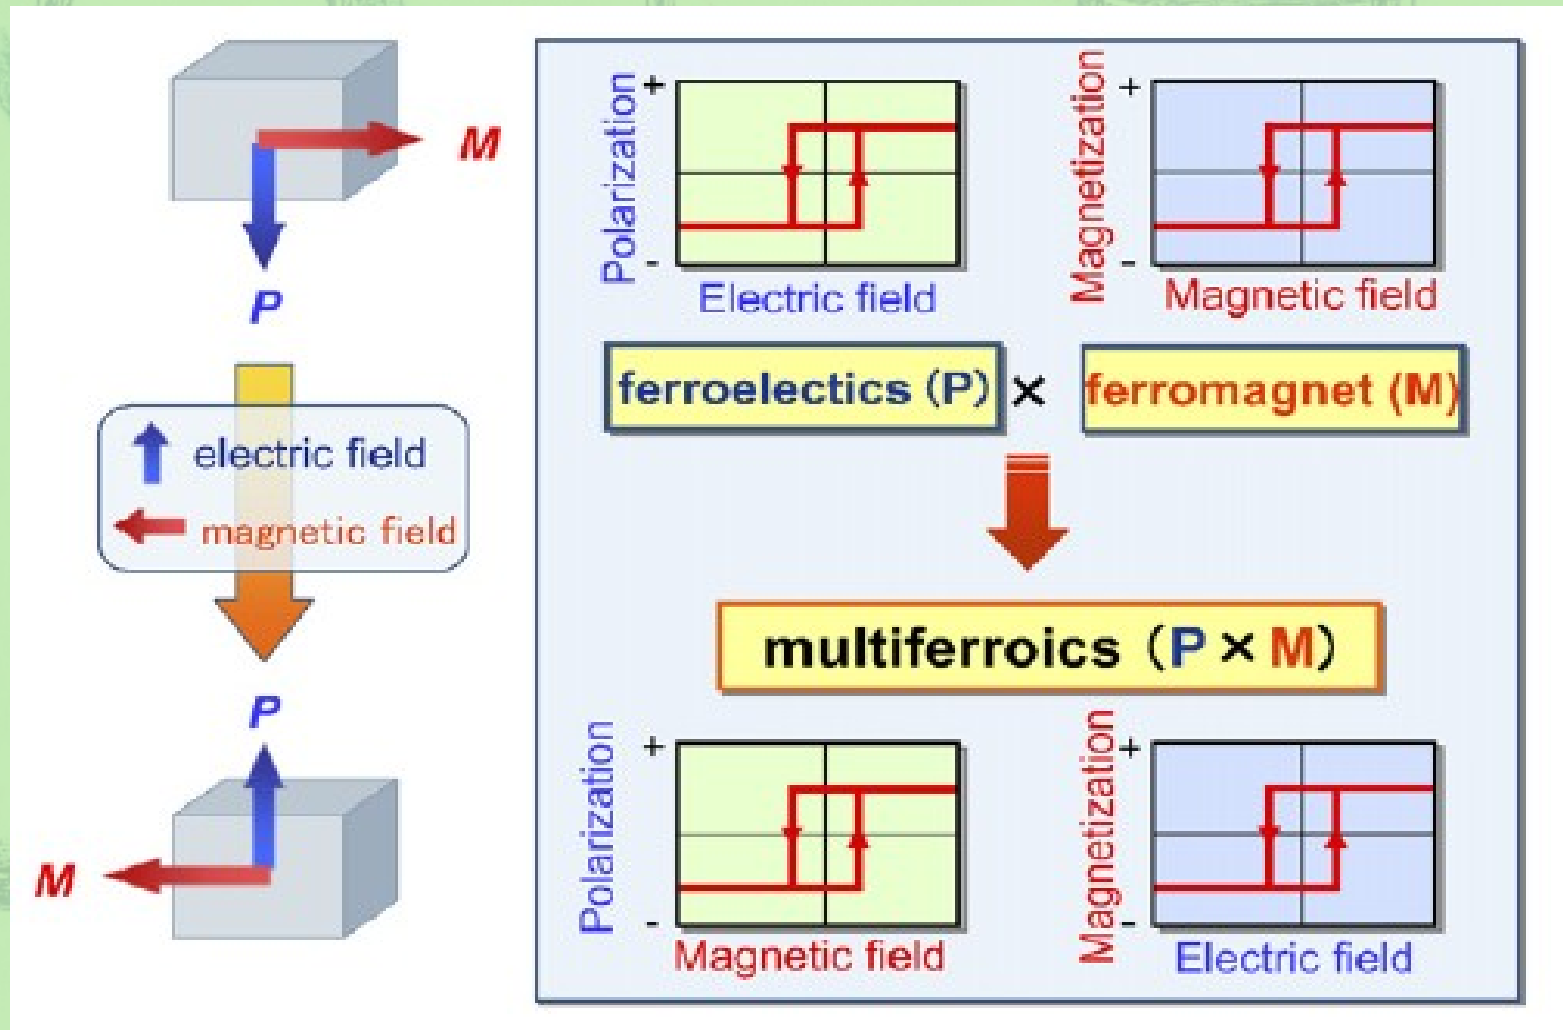 M
P
electric field
magnetic field
P
M
Polarization
+
-
Electric field
Magnetization
+
-
Magnetic field
ferroelectics (P) × ferromagnet (M)
multiferroics (P × M)
Polarization
+
-
Magnetic field
Magnetization
+
-
Electric field